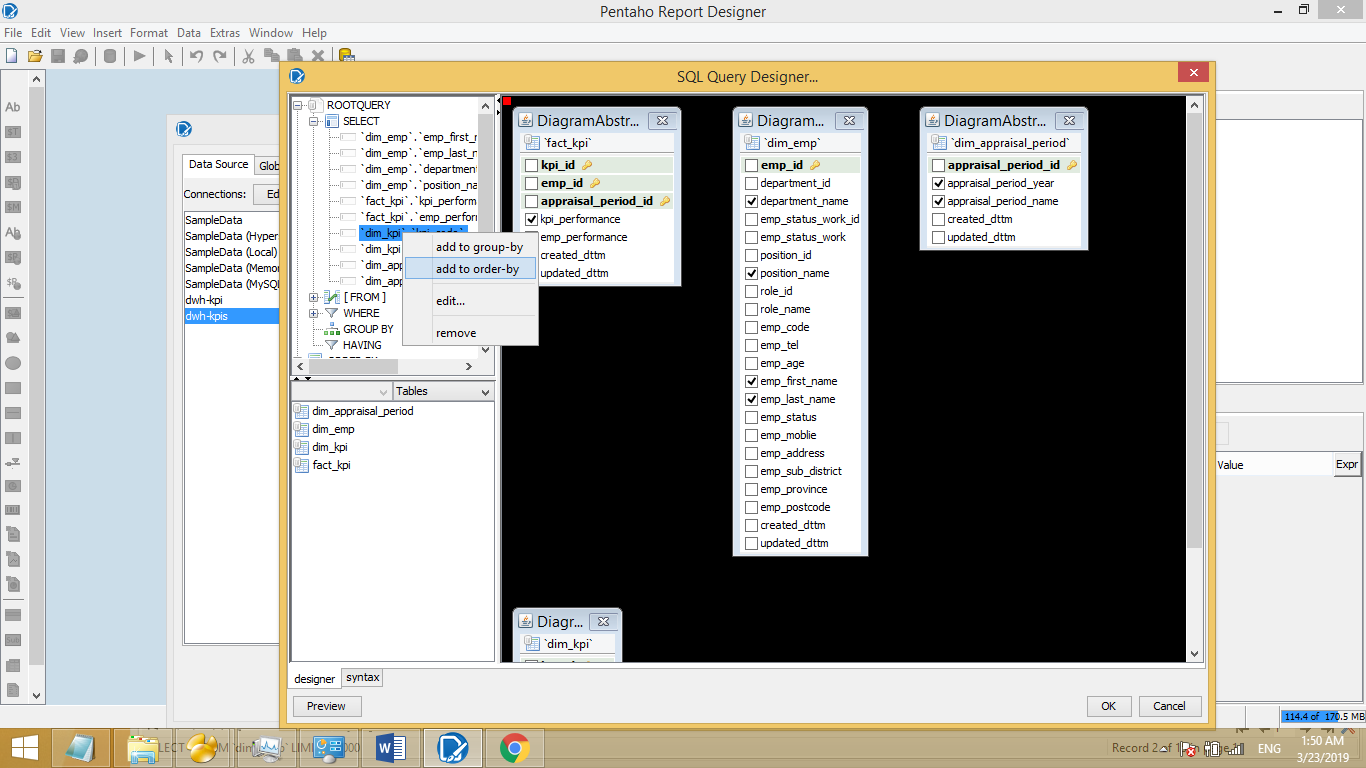 Pentaho Report Designer
File Edit View Insert Format Data Extras Window Help
SQL Query Designer...
Data Source
Connections:
SampleData
SampleData (Hyper
SampleData (Local)
SampleData (Memo
SampleData (MySQL
dwh-kpi
dwh-kpis
ROOTQUERY
SELECT
`dim_emp`.`emp_first_n
`dim_emp`.`emp_last_n
`dim_emp`.`department
`dim_emp`.`position_na
`fact_kpi`.`kpi_perform
`fact_kpi`.`emp_perfor
`dim_kpi`.`kpi_code`
`dim_kpi
`dim_app
`dim_app
[ FROM ]
WHERE
GROUP BY
HAVING
add to group-by
add to order-by
edit...
remove
Tables
dim_appraisal_period
dim_emp
dim_kpi
fact_kpi
designer syntax
Preview
DiagramAbstr...
`fact_kpi`
kpi_id
emp_id
appraisal_period_id
kpi_performance
emp_performance
created_dttm
updated_dttm
Diagram...
`dim_emp`
emp_id
department_id
department_name
emp_status_work_id
emp_status_work
position_id
position_name
role_id
role_name
emp_code
emp_tel
emp_age
emp_first_name
emp_last_name
emp_status
emp_moblie
emp_address
emp_sub_district
emp_province
emp_postcode
created_dttm
updated_dttm
DiagramAbstr...
`dim_appraisal_period`
appraisal_period_id
appraisal_period_year
appraisal_period_name
created_dttm
updated_dttm
Diagr...
`dim_kpi`
OK Cancel
Value Expr
114.4 of 170.5 MB
ENG
1:50 AM
3/23/2019